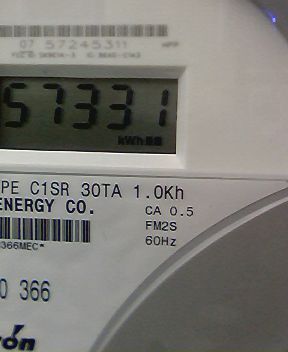 07 57245311
57331
kWh
PE C1SR 30TA 1.0Kh
ENERGY CO.
CA 0.5
FM2S
60Hz
366MEC*
0 366
rón